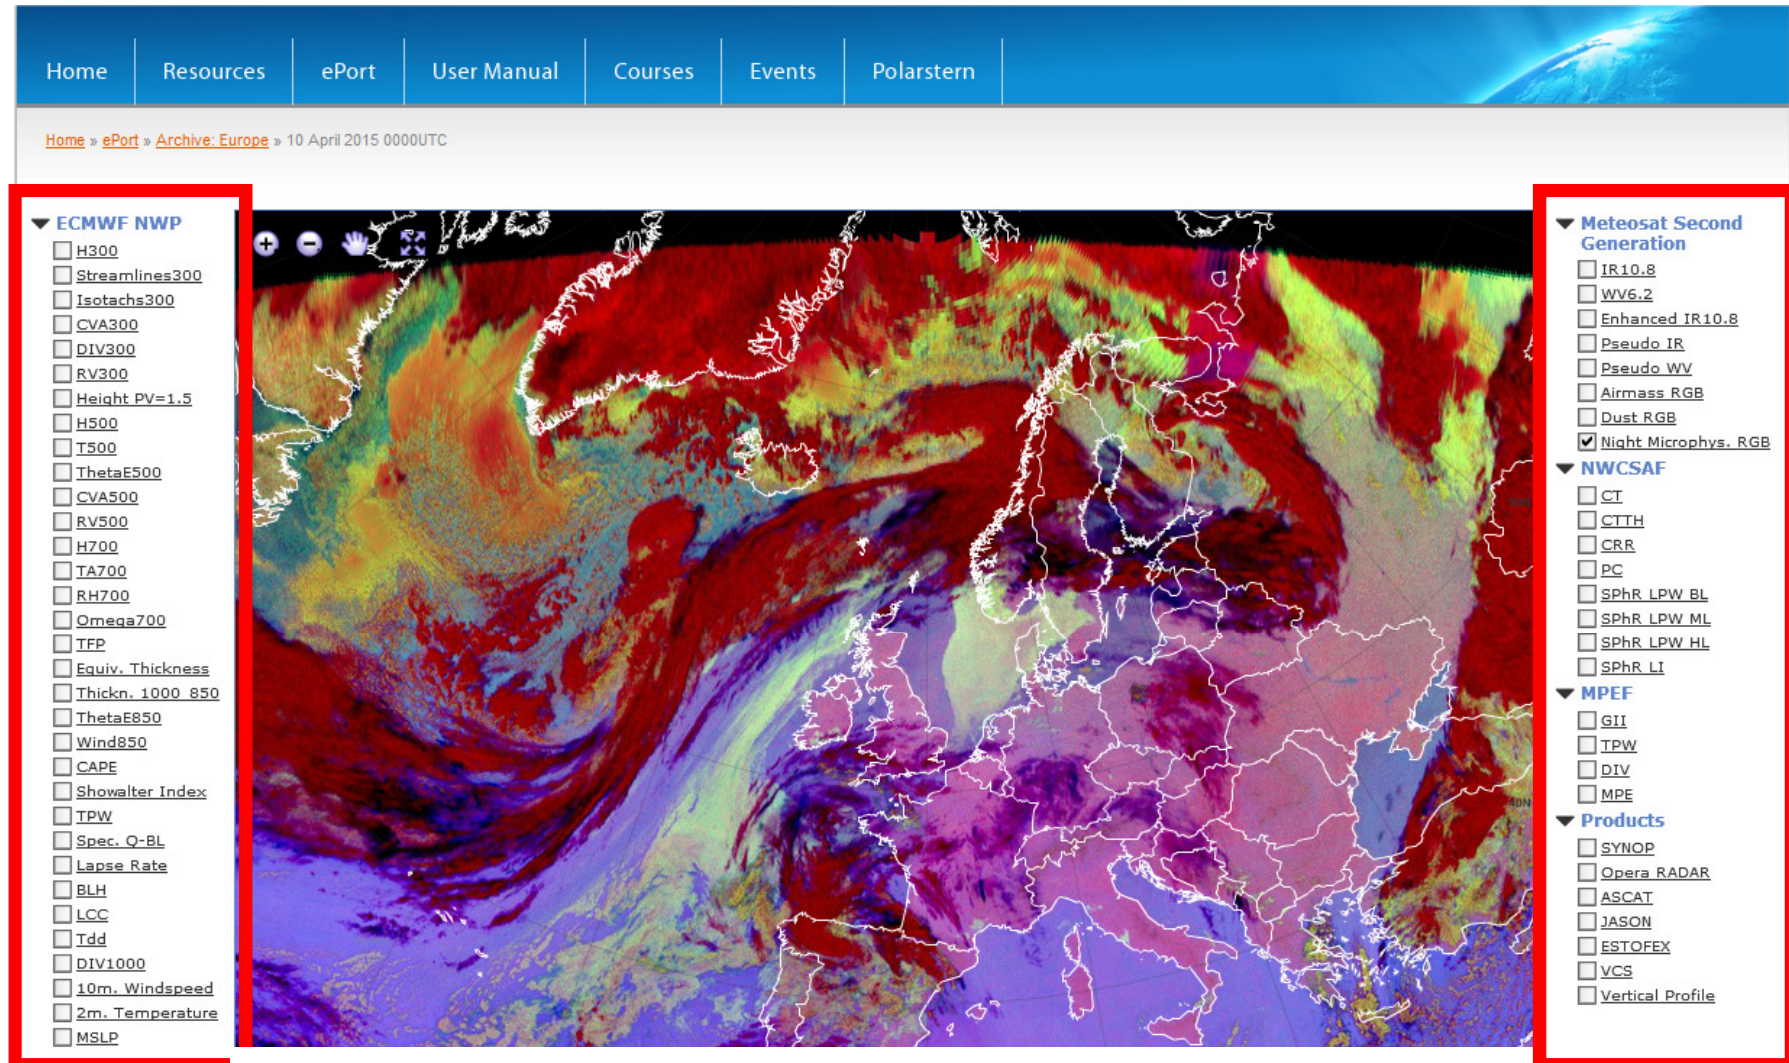 Home Resources ePort User Manual Courses Events Polarstern
Home » ePort » Archive: Europe » 10 April 2015 0000UTC
ECMWF NWP
H300
Streamlines300
Isotachs300
CVA300
DIV300
RV300
Height PV=1.5
H500
T500
ThetaE500
CVA500
RV500
H700
TA700
RH700
Omega700
TFP
Equiv. Thickness
Thickn. 1000_850
ThetaE850
Wind850
CAPE
Showalter Index
TPW
Spec. Q-BL
Lapse Rate
BLH
LCC
Tdd
DIV1000
10m. Windspeed
2m. Temperature
MSLP
40N
Meteosat Second
Generation
IR10.8
WV6.2
Enhanced IR10.8
Pseudo IR
Pseudo WV
Airmass RGB
Dust RGB
Night Microphys. RGB
NWCSAF
CT
CTTH
CRR
PC
SPhR LPW BL
SPhR LPW ML
SPhR LPW HL
SPhR LI
MPEF
GII
TPW
DIV
MPE
Products
SYNOP
Opera RADAR
ASCAT
JASON
ESTOFEX
VCS
Vertical Profile